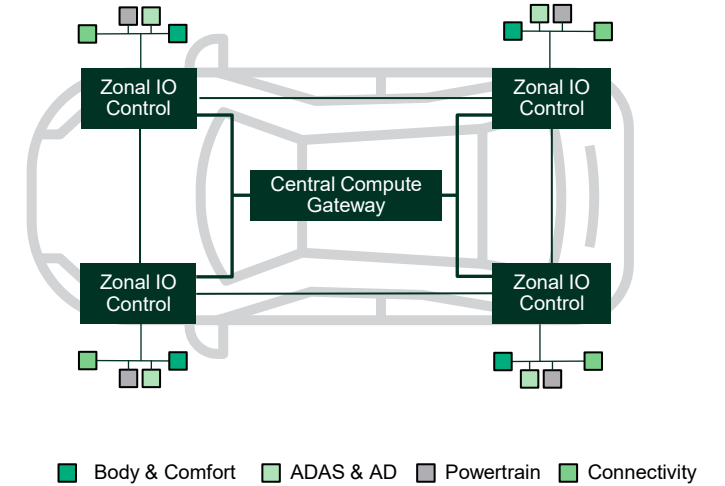 Zonal IO
Control
Zonal IO
Control
Central Compute
Gateway
Zonal IO
Control
Zonal IO
Control
Body & Comfort
ADAS & AD
Powertrain
Connectivity